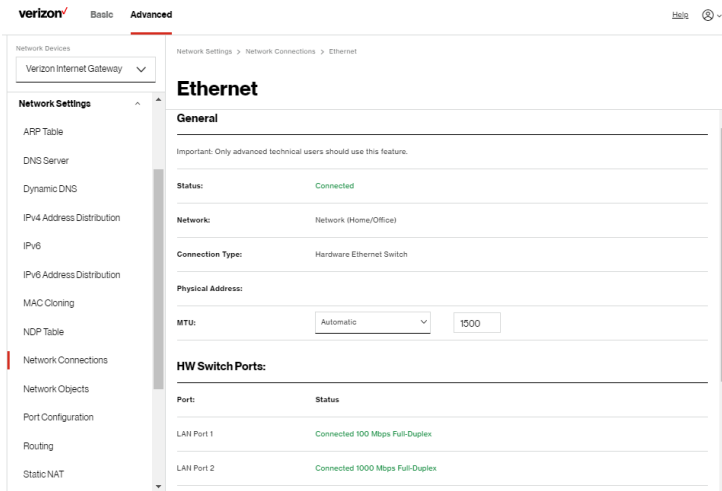 verizon✓ Basic Advanced Help
Network Devices
Verizon Internet Gateway
Network Settings
ARP Table
DNS Server
Dynamic DNS
IPv4 Address Distribution
IPv6
IPv6 Address Distribution
MAC Cloning
NDP Table
Network Connections
Network Objects
Port Configuration
Routing
Static NAT
Network Settings > Network Connections > Ethernet
Ethernet
General
Important: Only advanced technical users should use this feature.
Status: Connected
Network: Network (Home/Office)
Connection Type: Hardware Ethernet Switch
Physical Address:
MTU: Automatic 1500
HW Switch Ports:
Port: Status
LAN Port 1 Connected 100 Mbps Full-Duplex
LAN Port 2 Connected 1000 Mbps Full-Duplex